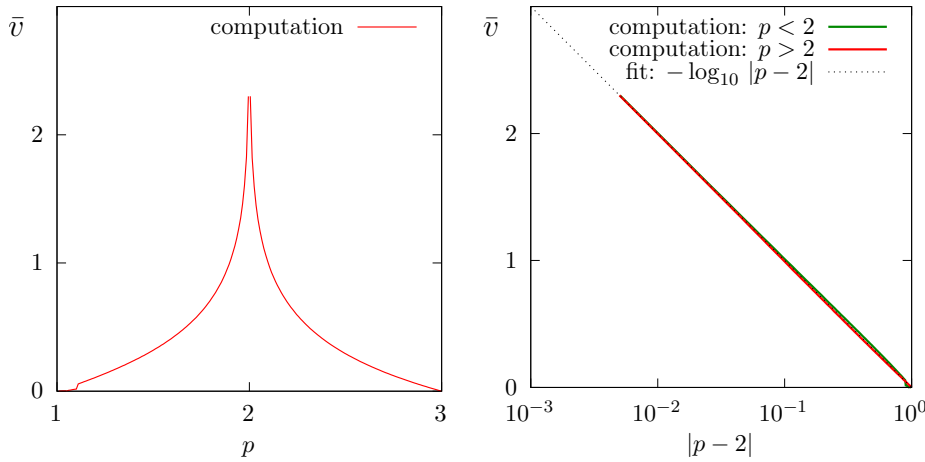 v̄
computation
2
1
0
1
2
3
p
v̄
computation: p < 2
computation: p > 2
fit: − log₁₀ |p − 2|
2
1
0
10⁻³
10⁻²
10⁻¹
10⁰
|p − 2|